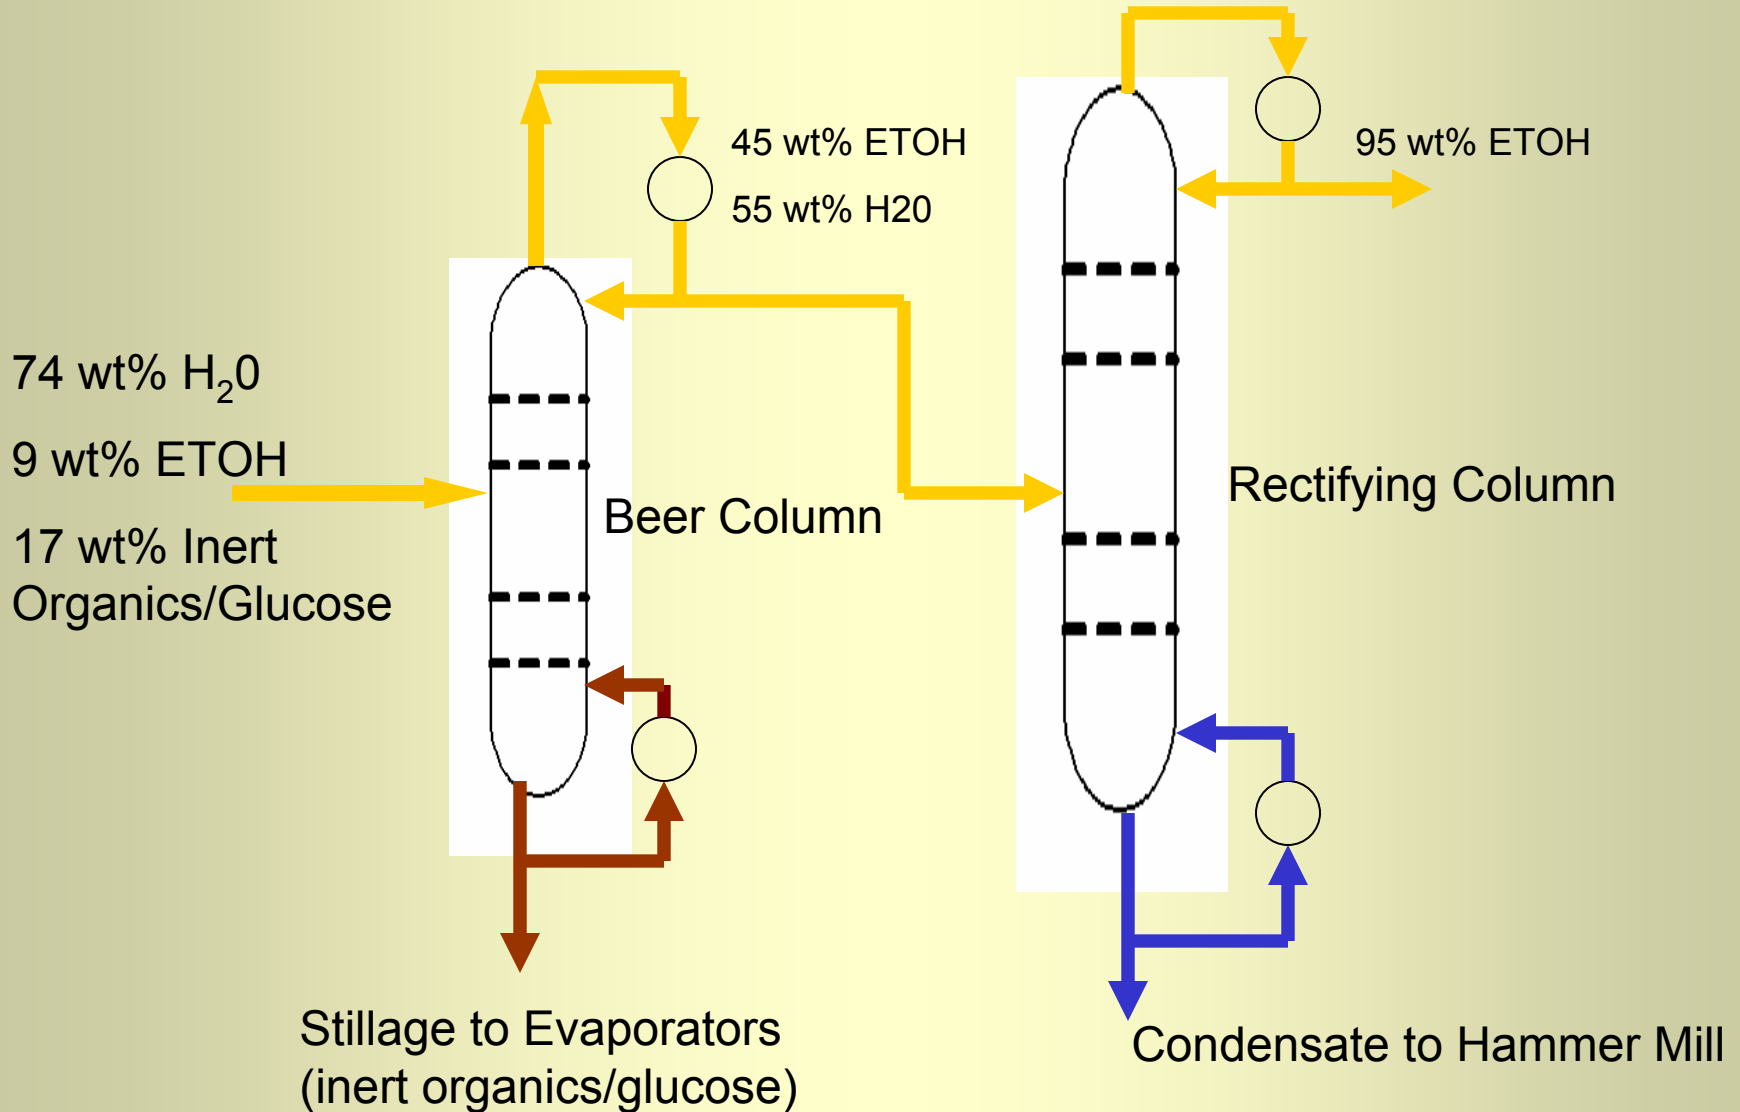 45 wt% ETOH
55 wt% H20
95 wt% ETOH
74 wt% H₂0
9 wt% ETOH
17 wt% Inert
Organics/Glucose
Beer Column
Rectifying Column
Stillage to Evaporators
(inert organics/glucose)
Condensate to Hammer Mill